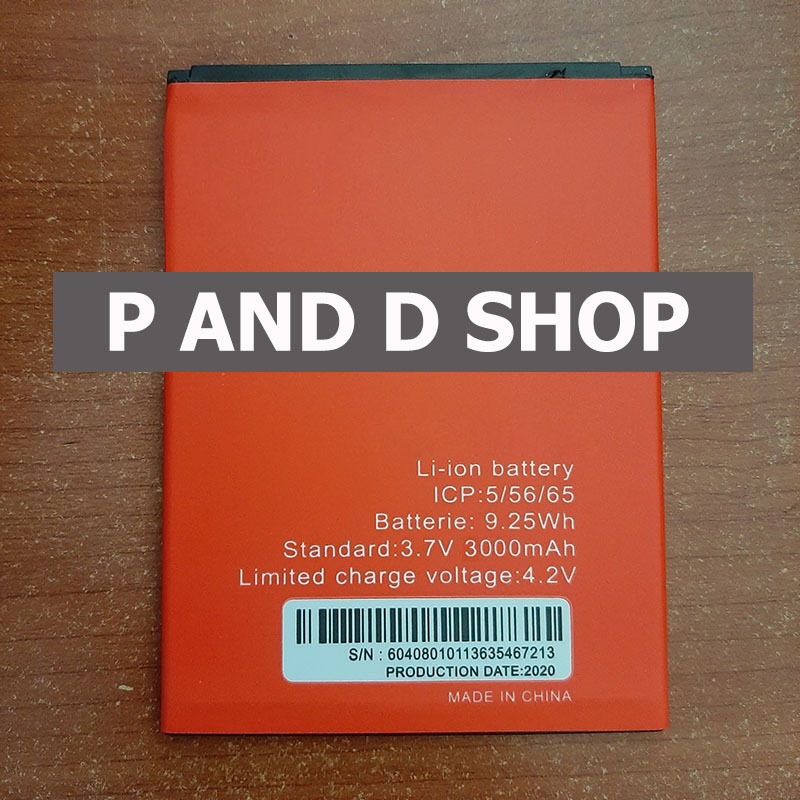 P AND D SHOP
Li-ion battery
ICP:5/56/65
Batterie: 9.25Wh
Standard:3.7V 3000mAh
Limited charge voltage:4.2V
S/N : 60408010113635467213
PRODUCTION DATE:2020
MADE IN CHINA